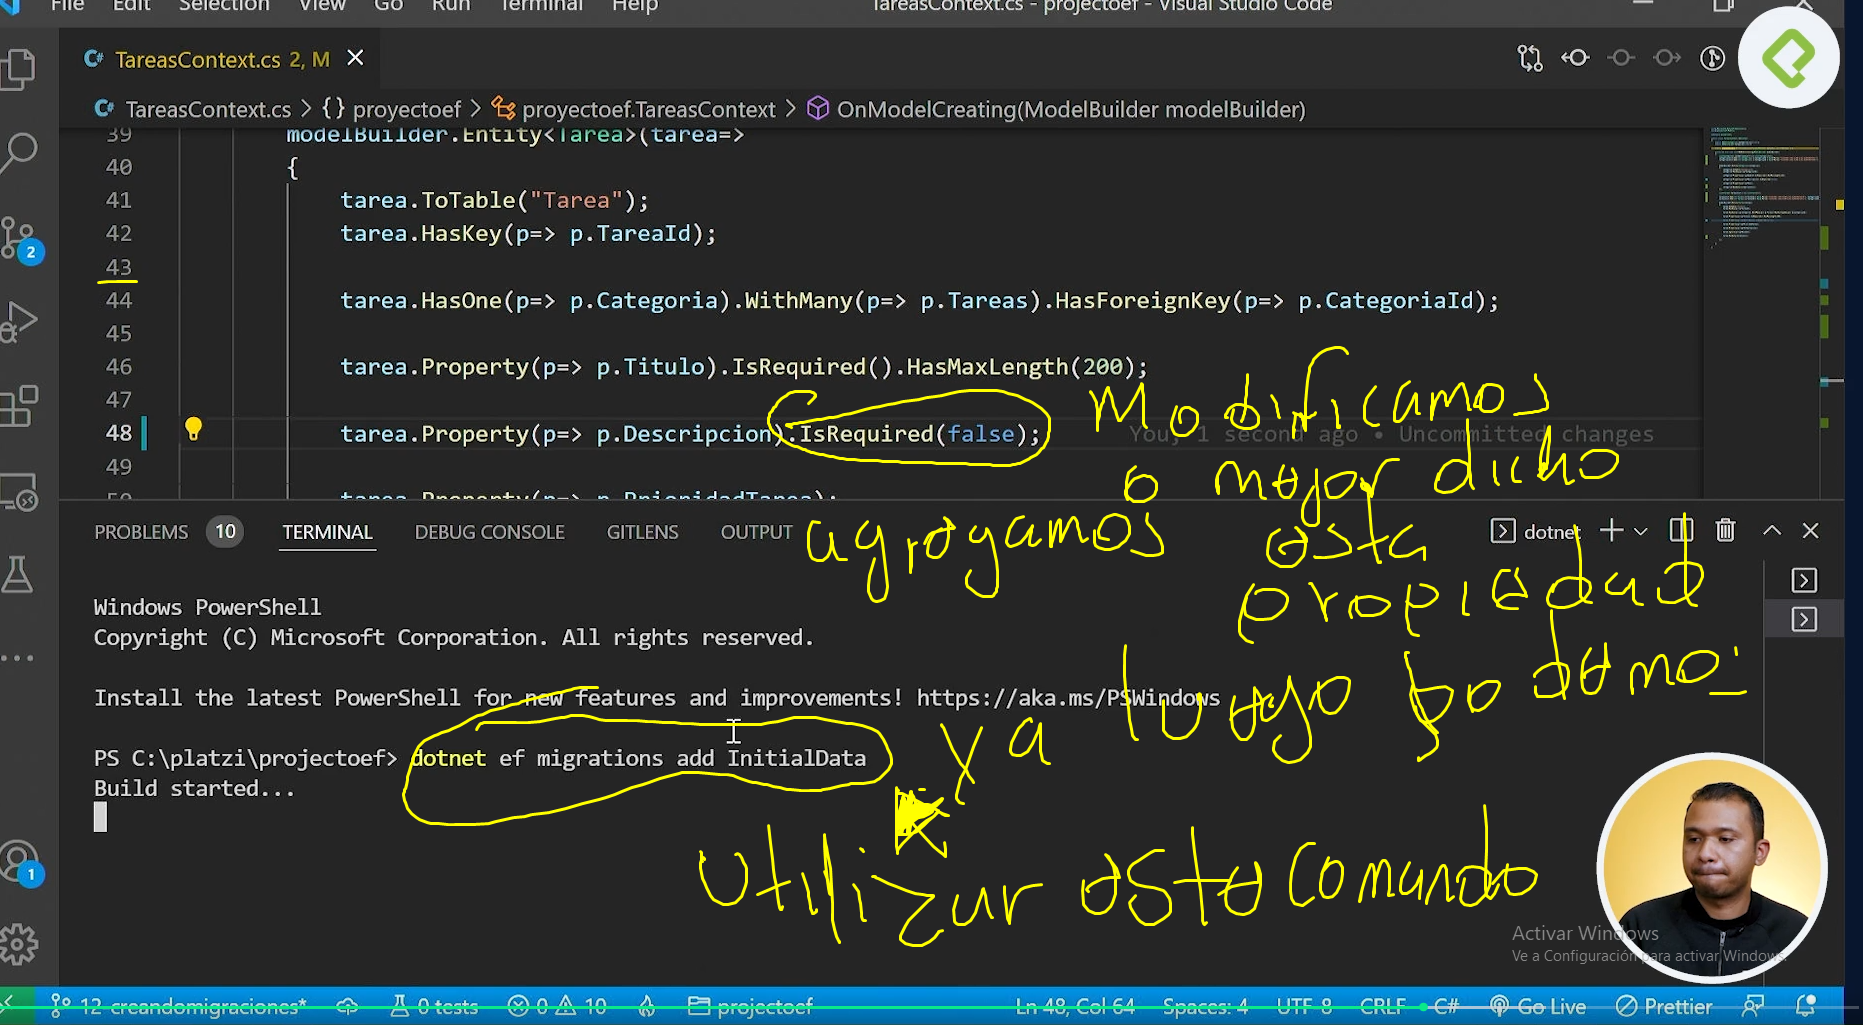 File Edit Selection View Go Run Terminal Help TareasContext.cs - projectoef - Visual Studio Code
TareasContext.cs 2, M
TareasContext.cs > {} proyectoef > proyectoef.TareasContext > OnModelCreating(ModelBuilder modelBuilder)
39 modelBuilder.Entity<Tarea>(tarea=>
40 {
41 tarea.ToTable("Tarea");
42 tarea.HasKey(p=> p.TareaId);
43
44 tarea.HasOne(p=> p.Categoria).WithMany(p=> p.Tareas).HasForeignKey(p=> p.CategoriaId);
45
46 tarea.Property(p=> p.Titulo).IsRequired().HasMaxLength(200);
47
48 tarea.Property(p=> p.Descripcion).IsRequired(false); You, 1 second ago • Uncommitted changes
49
50 tarea.Property(p=> p.PrioridadTarea);
Modificamos
o mejor dicho
agregamos esta
propiedad
PROBLEMS 10 TERMINAL DEBUG CONSOLE GITLENS OUTPUT dotnet
Windows PowerShell
Copyright (C) Microsoft Corporation. All rights reserved.
Install the latest PowerShell for new features and improvements! https://aka.ms/PSWindows
PS C:\platzi\projectoef> dotnet ef migrations add InitialData
Build started...
ya luego podemos
utilizar este comando
2
1
Activar Windows
Ve a Configuración para activar Windows.
12-creandomigraciones* 0 tests 0 10 projectoef Ln 48, Col 64 Spaces: 4 UTF-8 CRLF C# Go Live Prettier